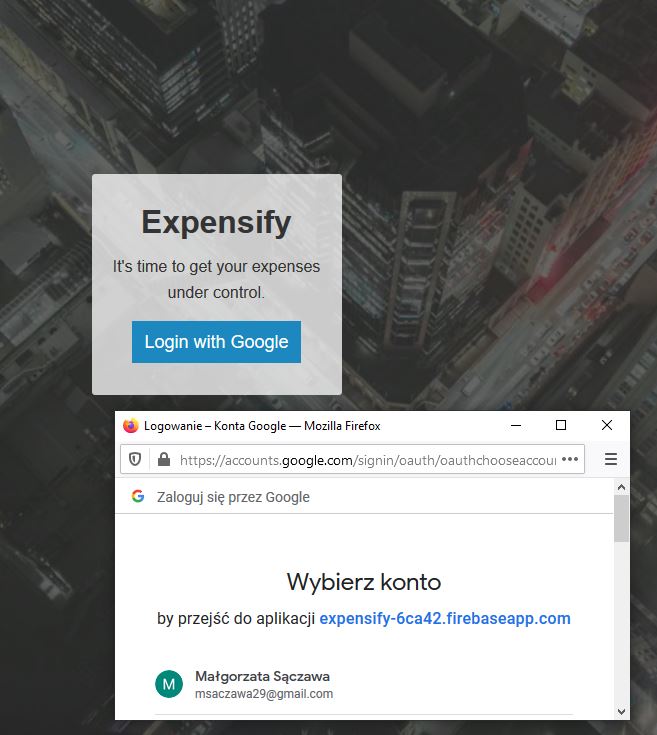 Expensify
It's time to get your expenses
under control.
Login with Google
Logowanie – Konta Google — Mozilla Firefox
https://accounts.google.com/signin/oauth/oauthchooseaccou
Zaloguj się przez Google
Wybierz konto
by przejść do aplikacji expensify-6ca42.firebaseapp.com
M
Małgorzata Sączawa
msaczawa29@gmail.com